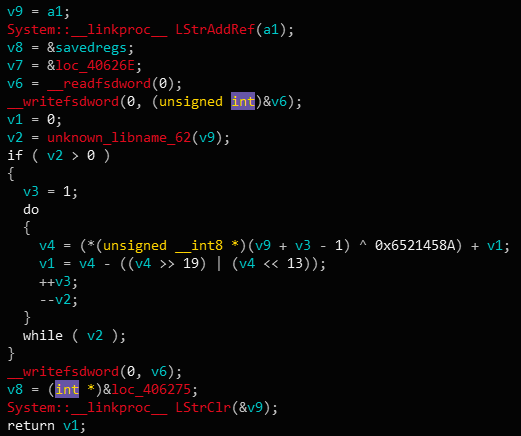 v9 = a1;
System::__linkproc__ LStrAddRef(a1);
v8 = &savedregs;
v7 = &loc_40626E;
v6 = __readfsdword(0);
__writefsdword(0, (unsigned int)&v6);
v1 = 0;
v2 = unknown_libname_62(v9);
if ( v2 > 0 )
{
v3 = 1;
do
{
v4 = (*(unsigned __int8 *)(v9 + v3 - 1) ^ 0x6521458A) + v1;
v1 = v4 - ((v4 >> 19) | (v4 << 13));
++v3;
--v2;
}
while ( v2 );
}
__writefsdword(0, v6);
v8 = (int *)&loc_406275;
System::__linkproc__ LStrClr(&v9);
return v1;